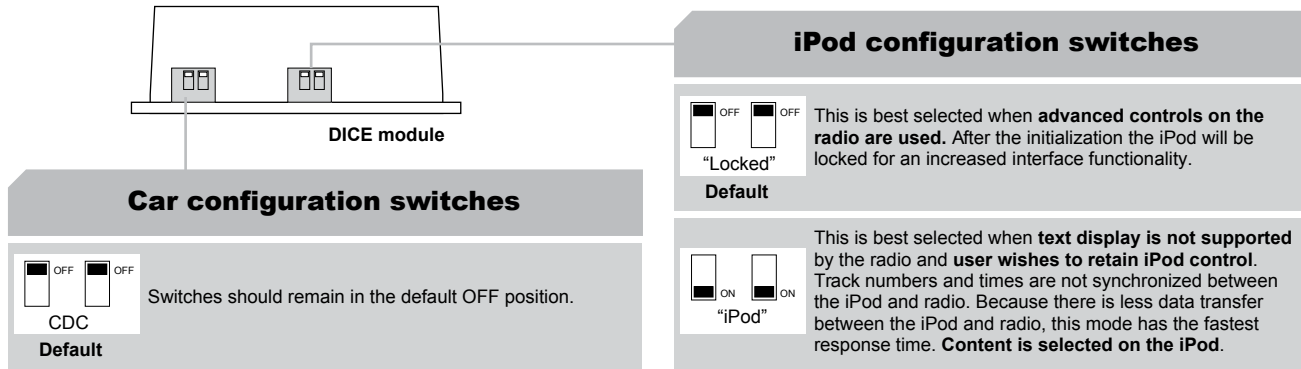 DICE module
Car configuration switches
OFF OFF
CDC
Default
Switches should remain in the default OFF position.
iPod configuration switches
OFF OFF
“Locked”
Default
This is best selected when advanced controls on the
radio are used. After the initialization the iPod will be
locked for an increased interface functionality.
ON ON
“iPod”
This is best selected when text display is not supported
by the radio and user wishes to retain iPod control.
Track numbers and times are not synchronized between
the iPod and radio. Because there is less data transfer
between the iPod and radio, this mode has the fastest
response time. Content is selected on the iPod.